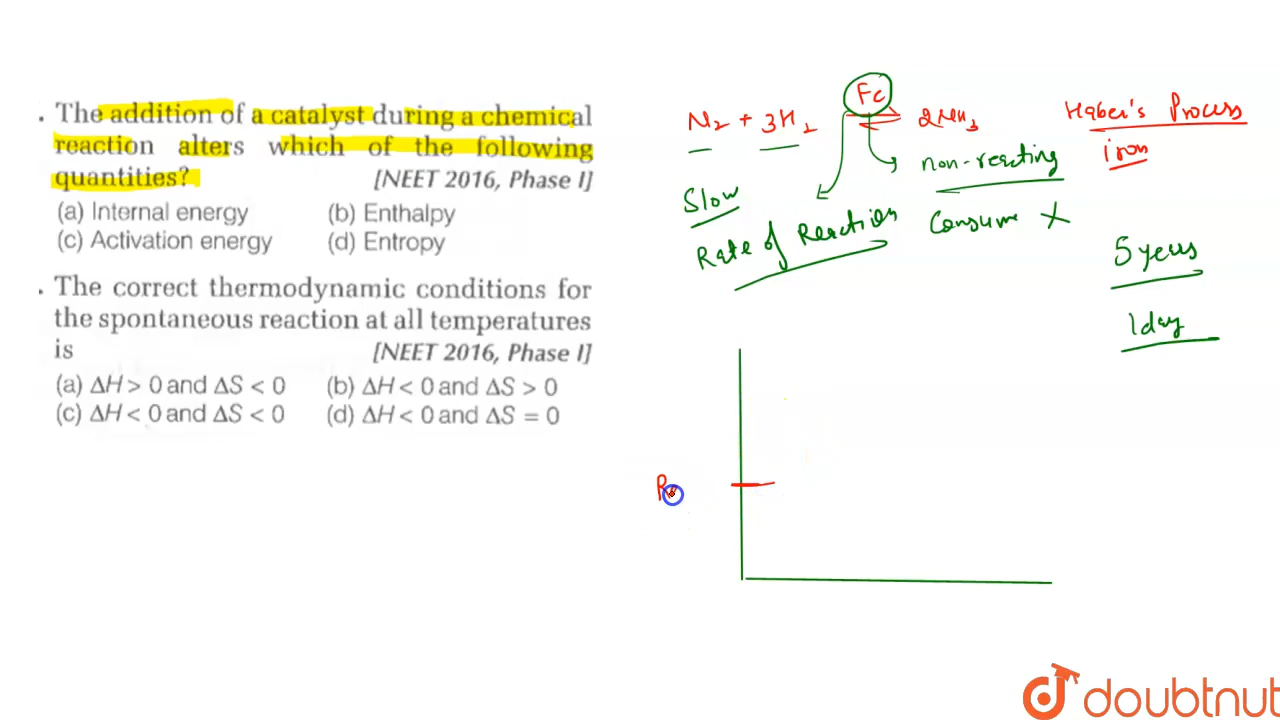 . The addition of a catalyst during a chemical
reaction alters which of the following
quantities? [NEET 2016, Phase I]
(a) Internal energy (b) Enthalpy
(c) Activation energy (d) Entropy
. The correct thermodynamic conditions for
the spontaneous reaction at all temperatures
is [NEET 2016, Phase I]
(a) ΔH > 0 and ΔS < 0 (b) ΔH < 0 and ΔS > 0
(c) ΔH < 0 and ΔS < 0 (d) ΔH < 0 and ΔS = 0
N2 + 3H2 ⇌ 2NH3
Fe
Haber's Process
iron
non-reacting
Consume X
Slow
Rate of Reaction
5 years
1 day
doubtnut